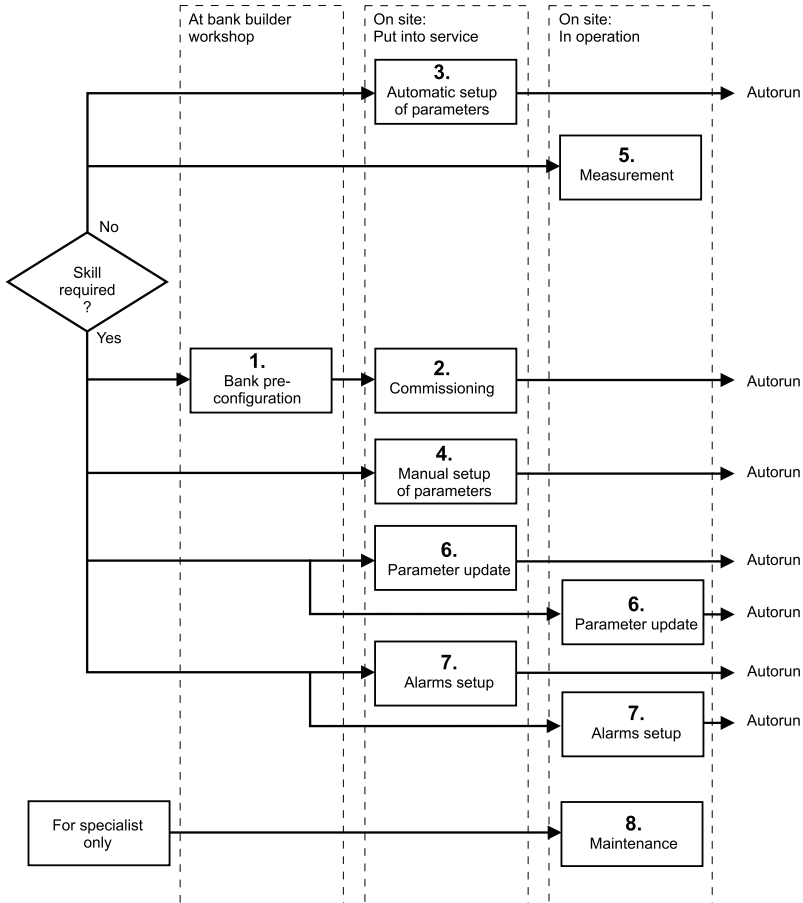 At bank builder
workshop
On site:
Put into service
On site:
In operation
3.
Automatic setup
of parameters
Autorun
5.
Measurement
No
Skill
required
?
Yes
1.
Bank pre-
configuration
2.
Commissioning
Autorun
4.
Manual setup
of parameters
Autorun
6.
Parameter update
Autorun
6.
Parameter update
Autorun
7.
Alarms setup
Autorun
7.
Alarms setup
Autorun
For specialist
only
8.
Maintenance